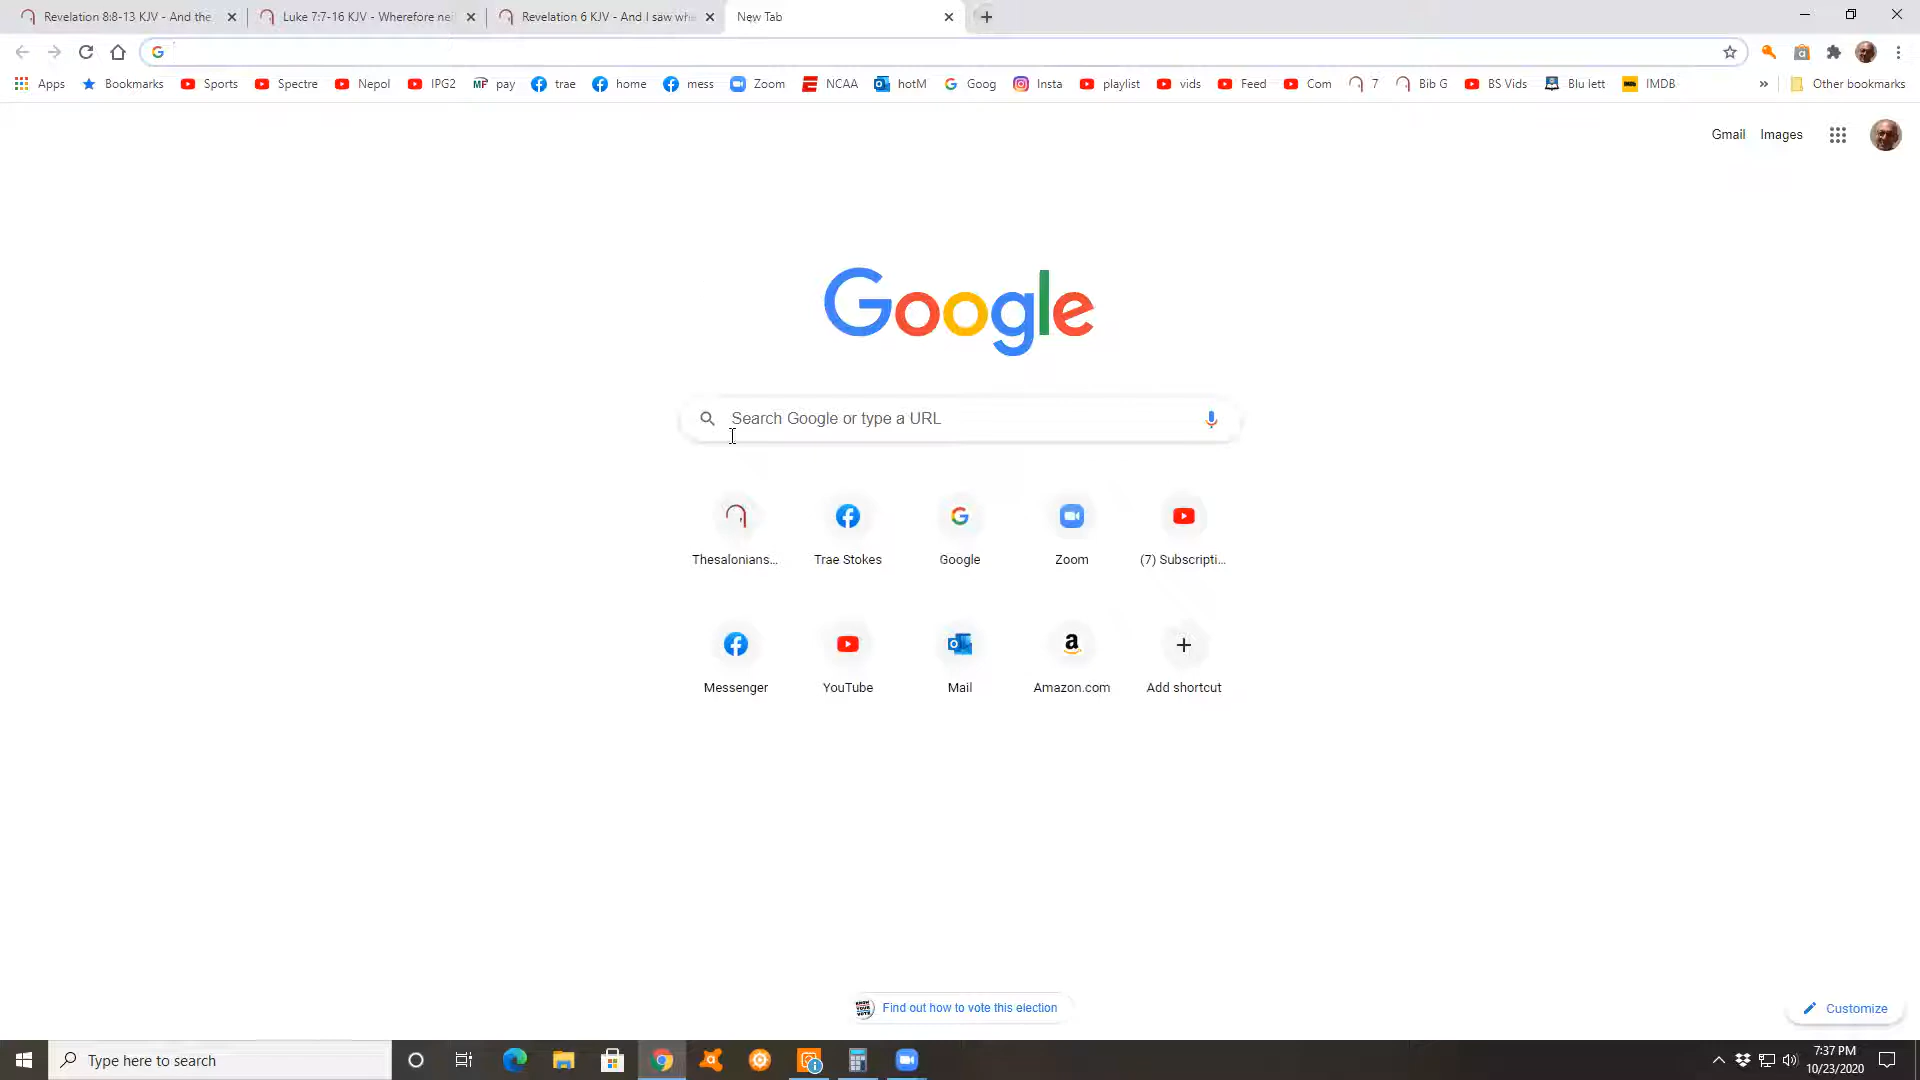 Revelation 8:8-13 KJV - And the
Luke 7:7-16 KJV - Wherefore nei
Revelation 6 KJV - And I saw whe
New Tab
Apps
Bookmarks
Sports
Spectre
Nepol
IPG2
pay
trae
home
mess
Zoom
NCAA
hotM
Goog
Insta
playlist
vids
Feed
Com
7
Bib G
BS Vids
Blu lett
IMDB
»
Other bookmarks
Gmail
Images
Google
Search Google or type a URL
Thesalonians...
Trae Stokes
Google
Zoom
(7) Subscripti...
Messenger
YouTube
Mail
Amazon.com
Add shortcut
Find out how to vote this election
Customize
Type here to search
7:37 PM
10/23/2020